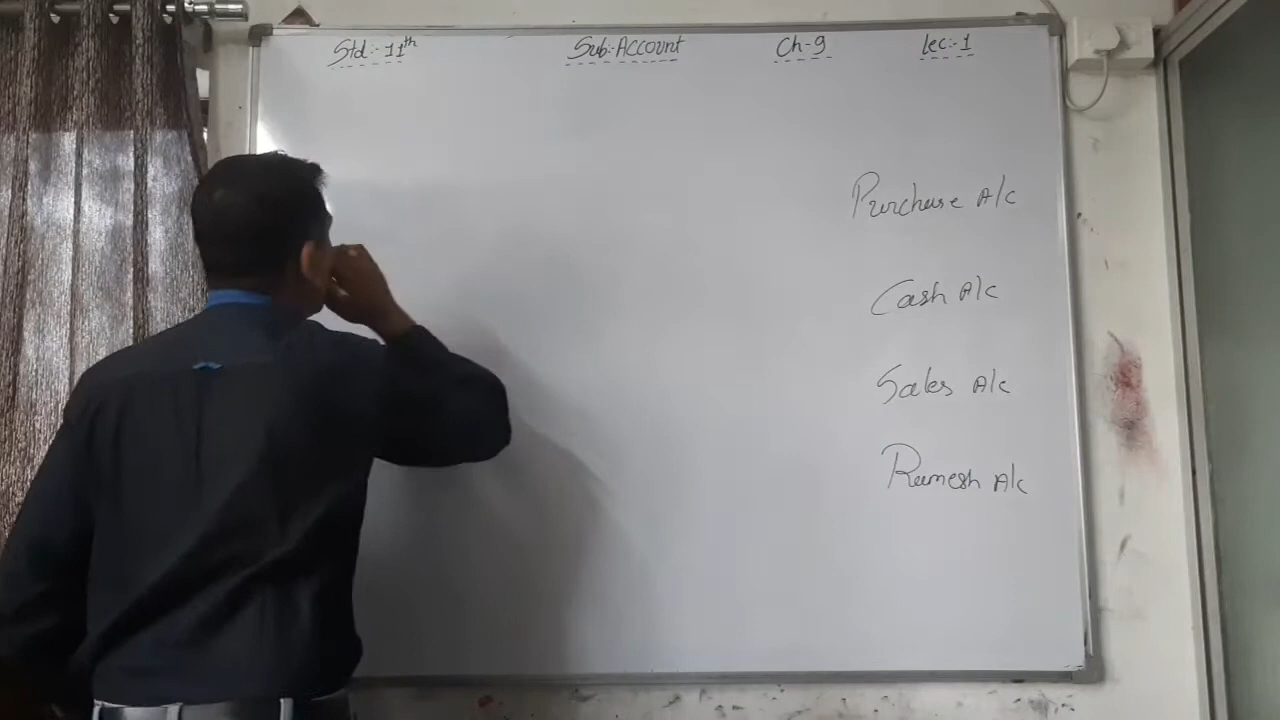 Std:- 11th Sub:- Account Ch-9 Lec:-1
Purchase A/c
Cash A/c
Sales A/c
Ramesh A/c